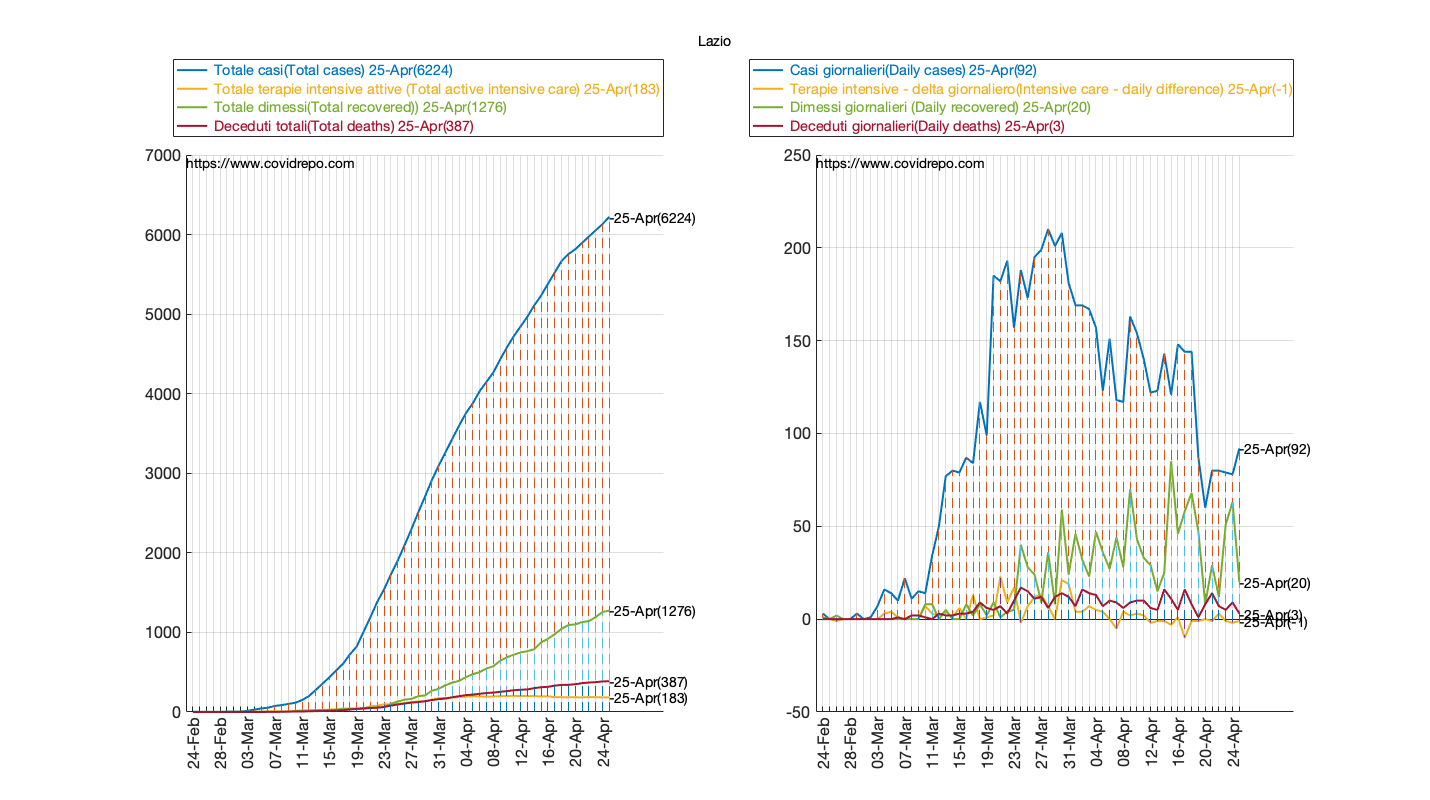 Lazio
Totale casi(Total cases) 25-Apr(6224)
Totale terapie intensive attive (Total active intensive care) 25-Apr(183)
Totale dimessi(Total recovered)) 25-Apr(1276)
Deceduti totali(Total deaths) 25-Apr(387)
7000
https://www.covidrepo.com
25-Apr(6224)
6000
5000
4000
3000
2000
25-Apr(1276)
1000
25-Apr(387)
25-Apr(183)
0
24-Feb
28-Feb
03-Mar
07-Mar
11-Mar
15-Mar
19-Mar
23-Mar
27-Mar
31-Mar
04-Apr
08-Apr
12-Apr
16-Apr
20-Apr
24-Apr
Casi giornalieri(Daily cases) 25-Apr(92)
Terapie intensive - delta giornaliero(Intensive care - daily difference) 25-Apr(-1)
Dimessi giornalieri (Daily recovered) 25-Apr(20)
Deceduti giornalieri(Daily deaths) 25-Apr(3)
250
https://www.covidrepo.com
200
150
100
25-Apr(92)
50
25-Apr(20)
25-Apr(3)
25-Apr(-1)
0
-50
24-Feb
28-Feb
03-Mar
07-Mar
11-Mar
15-Mar
19-Mar
23-Mar
27-Mar
31-Mar
04-Apr
08-Apr
12-Apr
16-Apr
20-Apr
24-Apr